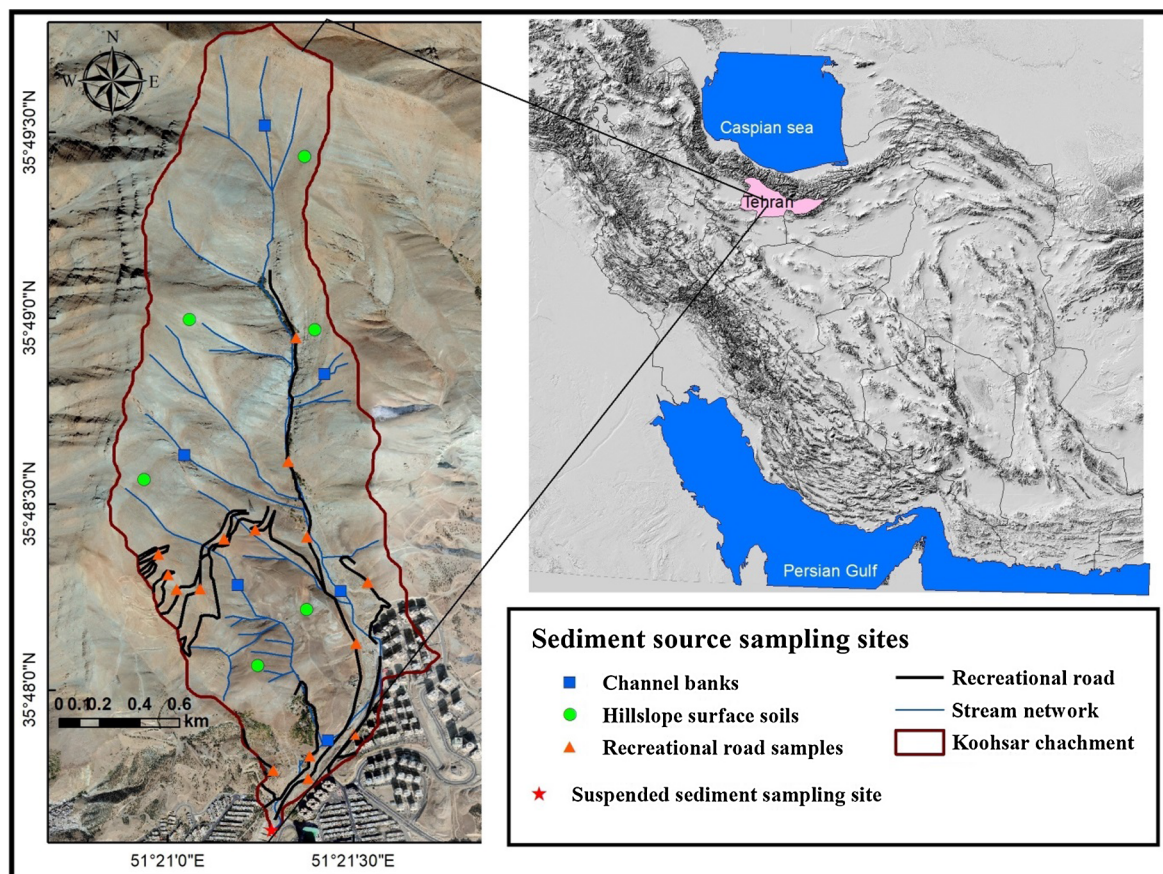 N
W
E
S
35°49'30"N
35°49'0"N
35°48'30"N
35°48'0"N
0 0.1 0.2 0.4 0.6
km
51°21'0"E
51°21'30"E
Caspian sea
Tehran
Persian Gulf
Sediment source sampling sites
Channel banks
Hillslope surface soils
Recreational road samples
Suspended sediment sampling site
Recreational road
Stream network
Koohsar chachment